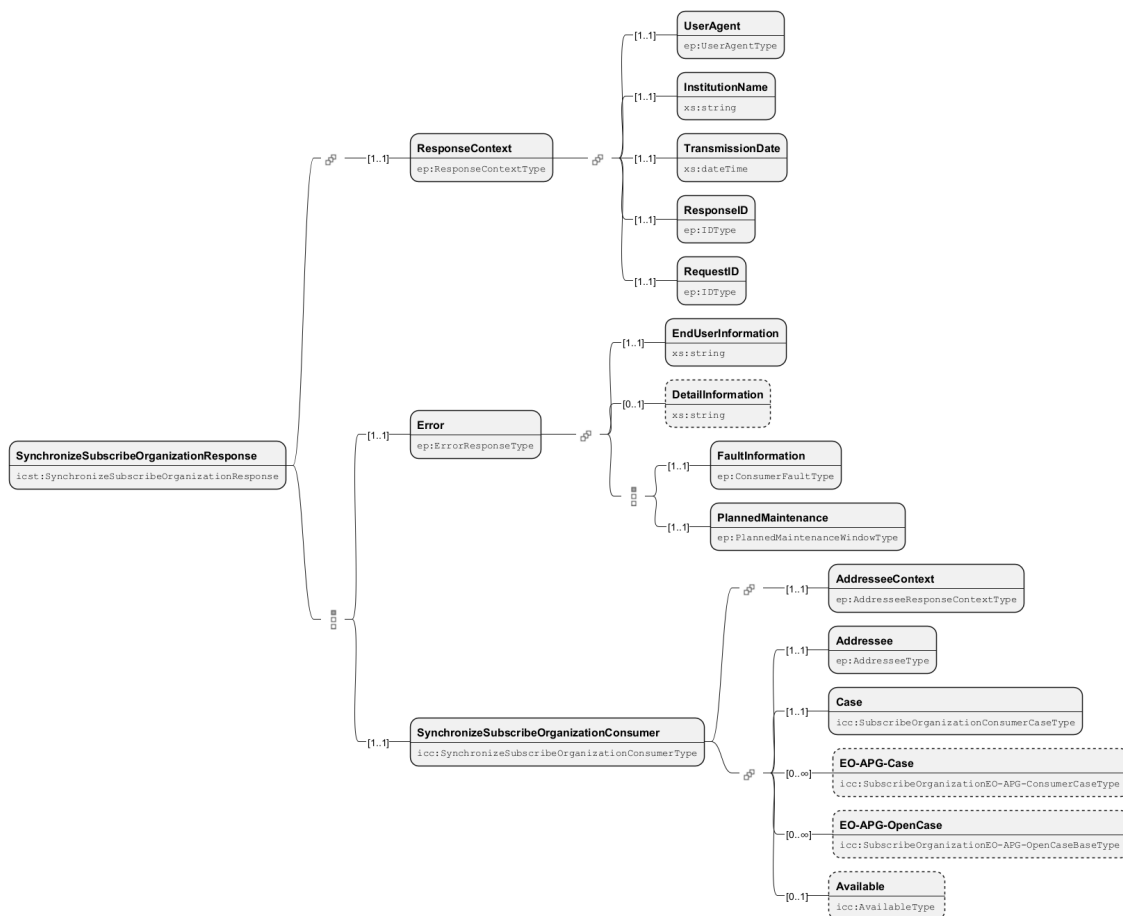 SynchronizeSubscribeOrganizationResponse
icst:SynchronizeSubscribeOrganizationResponse
[1..1]
ResponseContext
ep:ResponseContextType
[1..1]
UserAgent
ep:UserAgentType
[1..1]
InstitutionName
xs:string
[1..1]
TransmissionDate
xs:dateTime
[1..1]
ResponseID
ep:IDType
[1..1]
RequestID
ep:IDType
[1..1]
Error
ep:ErrorResponseType
[1..1]
EndUserInformation
xs:string
[0..1]
DetailInformation
xs:string
[1..1]
FaultInformation
ep:ConsumerFaultType
[1..1]
PlannedMaintenance
ep:PlannedMaintenanceWindowType
[1..1]
SynchronizeSubscribeOrganizationConsumer
icc:SynchronizeSubscribeOrganizationConsumerType
[1..1]
AddresseeContext
ep:AddresseeResponseContextType
[1..1]
Addressee
ep:AddresseeType
[1..1]
Case
icc:SubscribeOrganizationConsumerCaseType
[0..∞]
EO-APG-Case
icc:SubscribeOrganizationEO-APG-ConsumerCaseType
[0..∞]
EO-APG-OpenCase
icc:SubscribeOrganizationEO-APG-OpenCaseBaseType
[0..1]
Available
icc:AvailableType